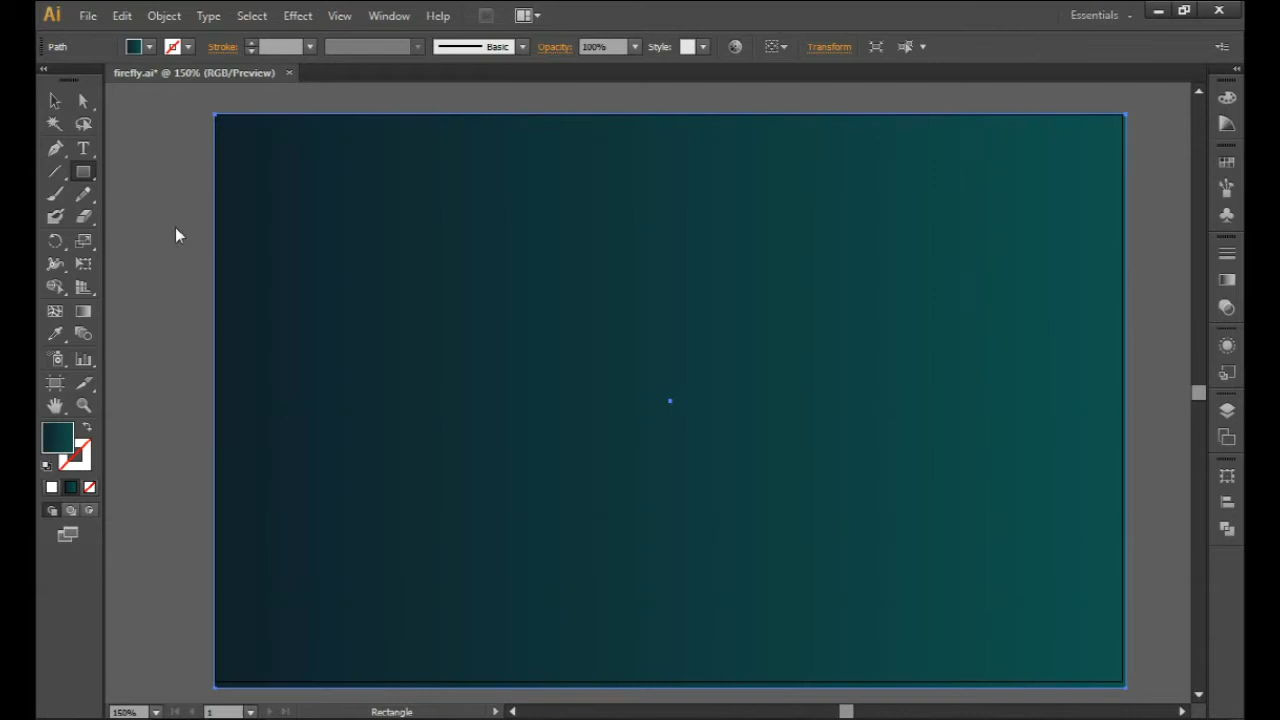 Ai File Edit Object Type Select Effect View Window Help Essentials
Path Stroke: Basic Opacity: 100% Style: Transform
firefly.ai* @ 150% (RGB/Preview)
T
150% 1 Rectangle